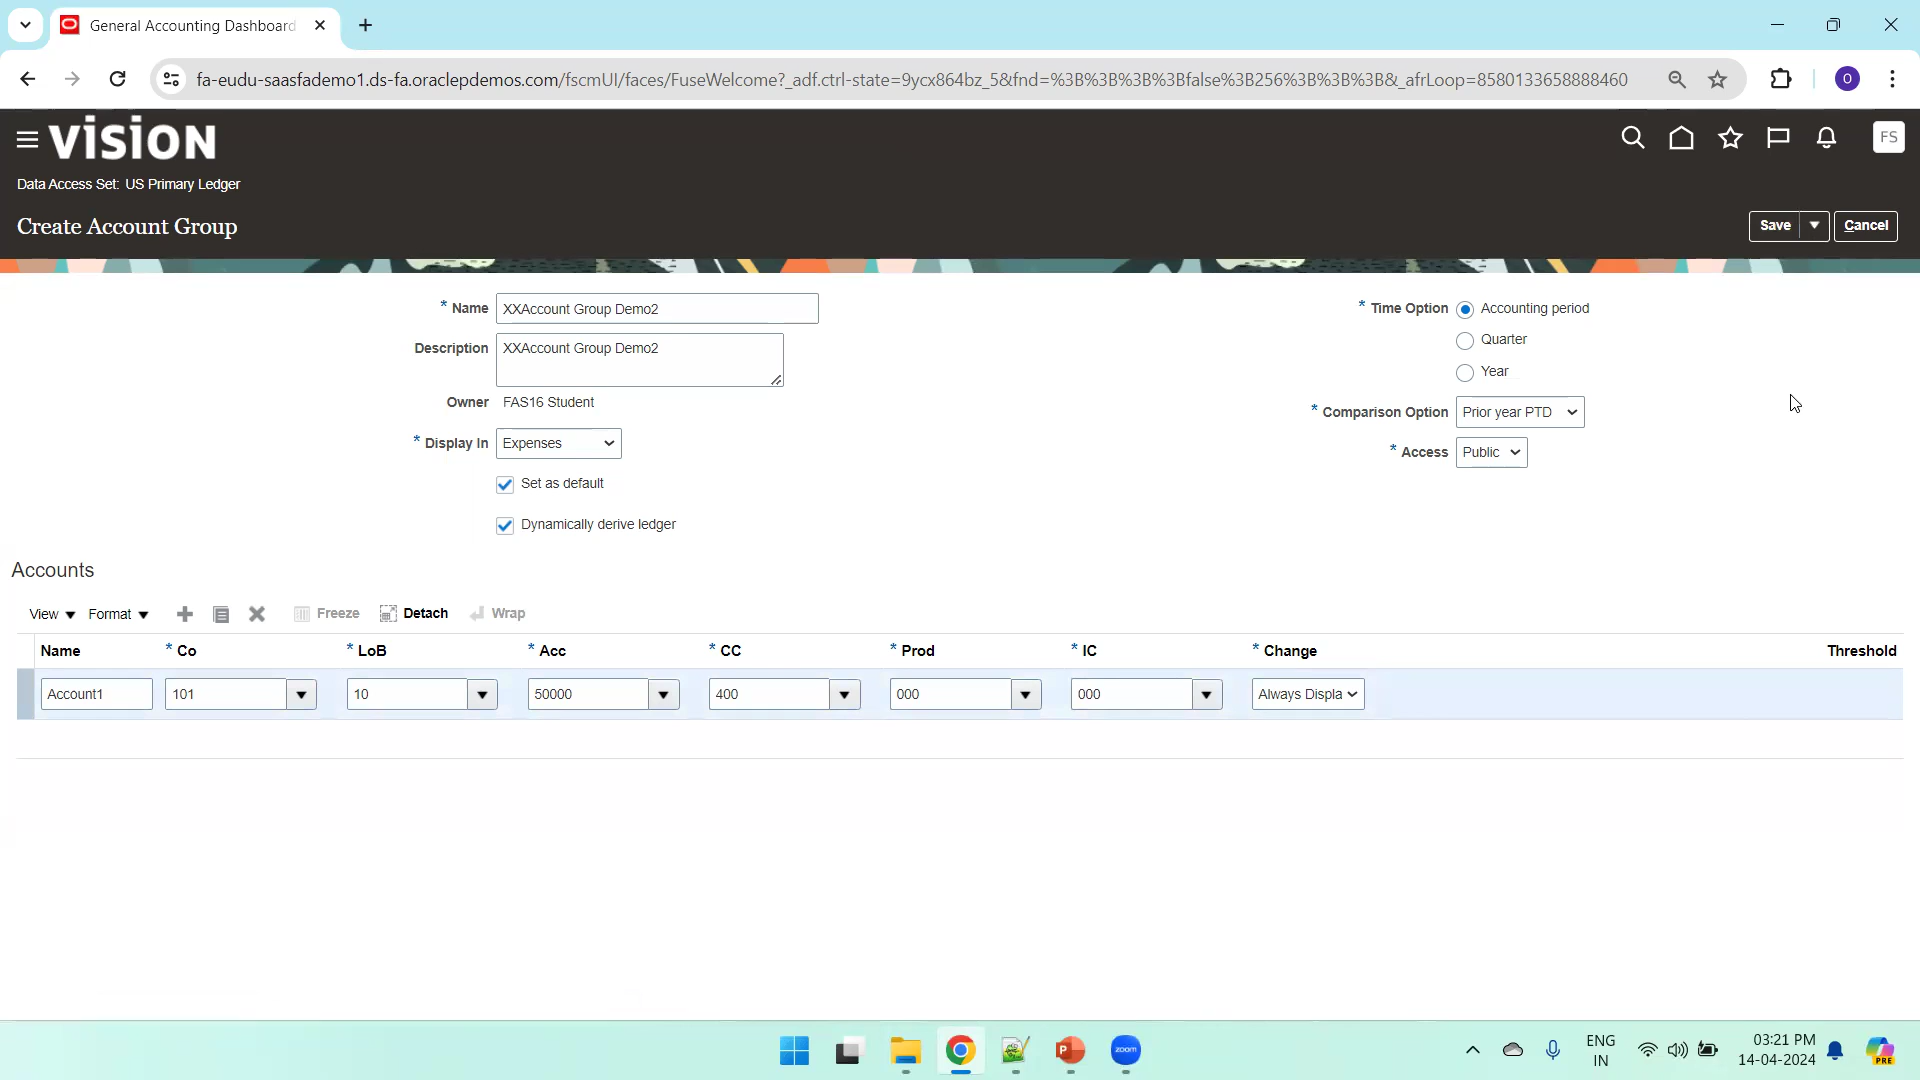 General Accounting Dashboard
fa-eudu-saasfademo1.ds-fa.oraclepdemos.com/fscmUI/faces/FuseWelcome?_adf.ctrl-state=9ycx864bz_5&fnd=%3B%3B%3B%3Bfalse%3B256%3B%3B%3B&_afrLoop=8580133658888460
O
VISION
FS
Data Access Set: US Primary Ledger
Create Account Group
Save
Cancel
* Name XXAccount Group Demo2
* Time Option Accounting period
Description XXAccount Group Demo2
Quarter
Year
Owner FAS16 Student
* Comparison Option Prior year PTD
* Display In Expenses
* Access Public
Set as default
Dynamically derive ledger
Accounts
View Format Freeze Detach Wrap
Name * Co * LoB * Acc * CC * Prod * IC * Change Threshold
Account1 101 10 50000 400 000 000 Always Displa
zoom
ENG
IN
03:21 PM
14-04-2024
PRE